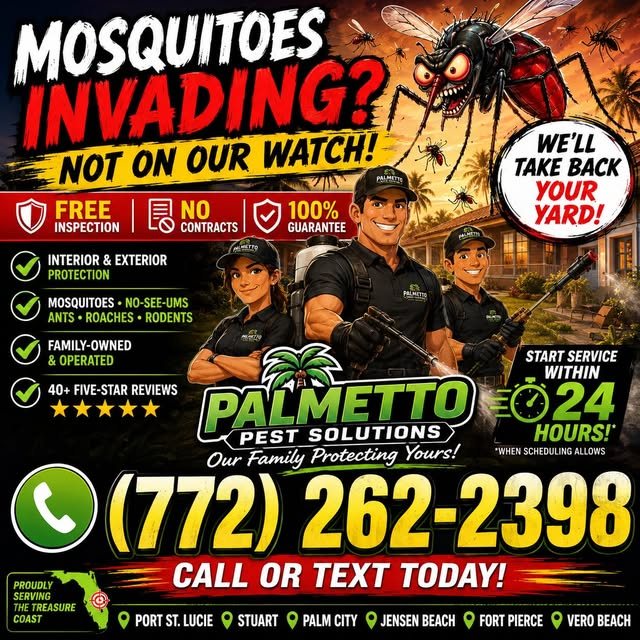 MOSQUITOES
INVADING?
NOT ON OUR WATCH!
WE'LL
TAKE BACK
YOUR
YARD!
FREE
INSPECTION
NO
CONTRACTS
100%
GUARANTEE
INTERIOR & EXTERIOR
PROTECTION
MOSQUITOES • NO-SEE-UMS
ANTS • ROACHES • RODENTS
FAMILY-OWNED
& OPERATED
40+ FIVE-STAR REVIEWS
PALMETTO
PALMETTO
PALMETTO
PALMETTO
PALMETTO
PEST SOLUTIONS
Our Family Protecting Yours!
START SERVICE
WITHIN
24
HOURS!*
*WHEN SCHEDULING ALLOWS
(772) 262-2398
CALL OR TEXT TODAY!
PROUDLY
SERVING
THE TREASURE
COAST
PORT ST. LUCIE
STUART
PALM CITY
JENSEN BEACH
FORT PIERCE
VERO BEACH